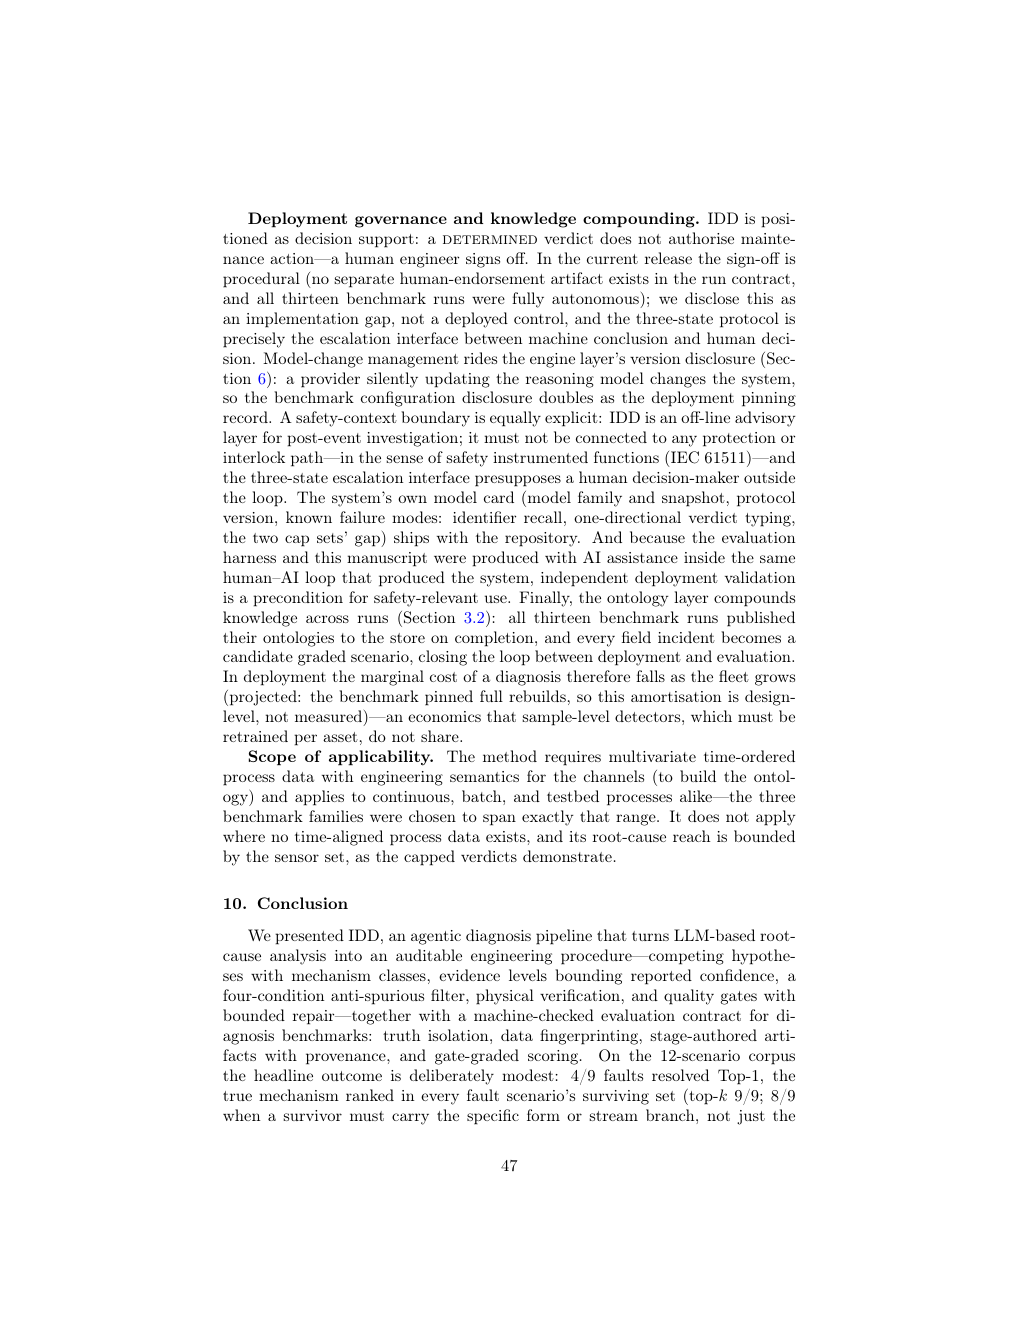 Deployment governance and knowledge compounding. IDD is posi-
tioned as decision support: a DETERMINED verdict does not authorise mainte-
nance action—a human engineer signs off. In the current release the sign-off is
procedural (no separate human-endorsement artifact exists in the run contract,
and all thirteen benchmark runs were fully autonomous); we disclose this as
an implementation gap, not a deployed control, and the three-state protocol is
precisely the escalation interface between machine conclusion and human deci-
sion. Model-change management rides the engine layer's version disclosure (Sec-
tion 6): a provider silently updating the reasoning model changes the system,
so the benchmark configuration disclosure doubles as the deployment pinning
record. A safety-context boundary is equally explicit: IDD is an off-line advisory
layer for post-event investigation; it must not be connected to any protection or
interlock path—in the sense of safety instrumented functions (IEC 61511)—and
the three-state escalation interface presupposes a human decision-maker outside
the loop. The system's own model card (model family and snapshot, protocol
version, known failure modes: identifier recall, one-directional verdict typing,
the two cap sets' gap) ships with the repository. And because the evaluation
harness and this manuscript were produced with AI assistance inside the same
human–AI loop that produced the system, independent deployment validation
is a precondition for safety-relevant use. Finally, the ontology layer compounds
knowledge across runs (Section 3.2): all thirteen benchmark runs published
their ontologies to the store on completion, and every field incident becomes a
candidate graded scenario, closing the loop between deployment and evaluation.
In deployment the marginal cost of a diagnosis therefore falls as the fleet grows
(projected: the benchmark pinned full rebuilds, so this amortisation is design-
level, not measured)—an economics that sample-level detectors, which must be
retrained per asset, do not share.
Scope of applicability. The method requires multivariate time-ordered
process data with engineering semantics for the channels (to build the ontol-
ogy) and applies to continuous, batch, and testbed processes alike—the three
benchmark families were chosen to span exactly that range. It does not apply
where no time-aligned process data exists, and its root-cause reach is bounded
by the sensor set, as the capped verdicts demonstrate.
10. Conclusion
We presented IDD, an agentic diagnosis pipeline that turns LLM-based root-
cause analysis into an auditable engineering procedure—competing hypothe-
ses with mechanism classes, evidence levels bounding reported confidence, a
four-condition anti-spurious filter, physical verification, and quality gates with
bounded repair—together with a machine-checked evaluation contract for di-
agnosis benchmarks: truth isolation, data fingerprinting, stage-authored arti-
facts with provenance, and gate-graded scoring. On the 12-scenario corpus
the headline outcome is deliberately modest: 4/9 faults resolved Top-1, the
true mechanism ranked in every fault scenario's surviving set (top-k 9/9; 8/9
when a survivor must carry the specific form or stream branch, not just the
47